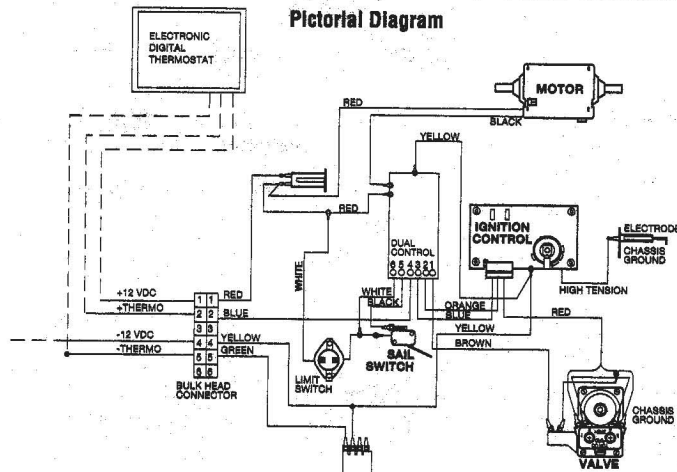 Pictorial Diagram
ELECTRONIC
DIGITAL
THERMOSTAT
MOTOR
RED
BLACK
YELLOW
RED
DUAL
CONTROL
6 5 4 3 2 1
IGNITION
CONTROL
ELECTRODE
CHASSIS
GROUND
HIGH TENSION
WHITE
WHITE
BLACK
ORANGE
BLUE
RED
YELLOW
BROWN
+12 VDC
1 1
RED
+THERMO
2 2
BLUE
3 3
-12 VDC
4 4
YELLOW
-THERMO
5 5
GREEN
6 6
BULK HEAD
CONNECTOR
LIMIT
SWITCH
SAIL
SWITCH
CHASSIS
GROUND
VALVE